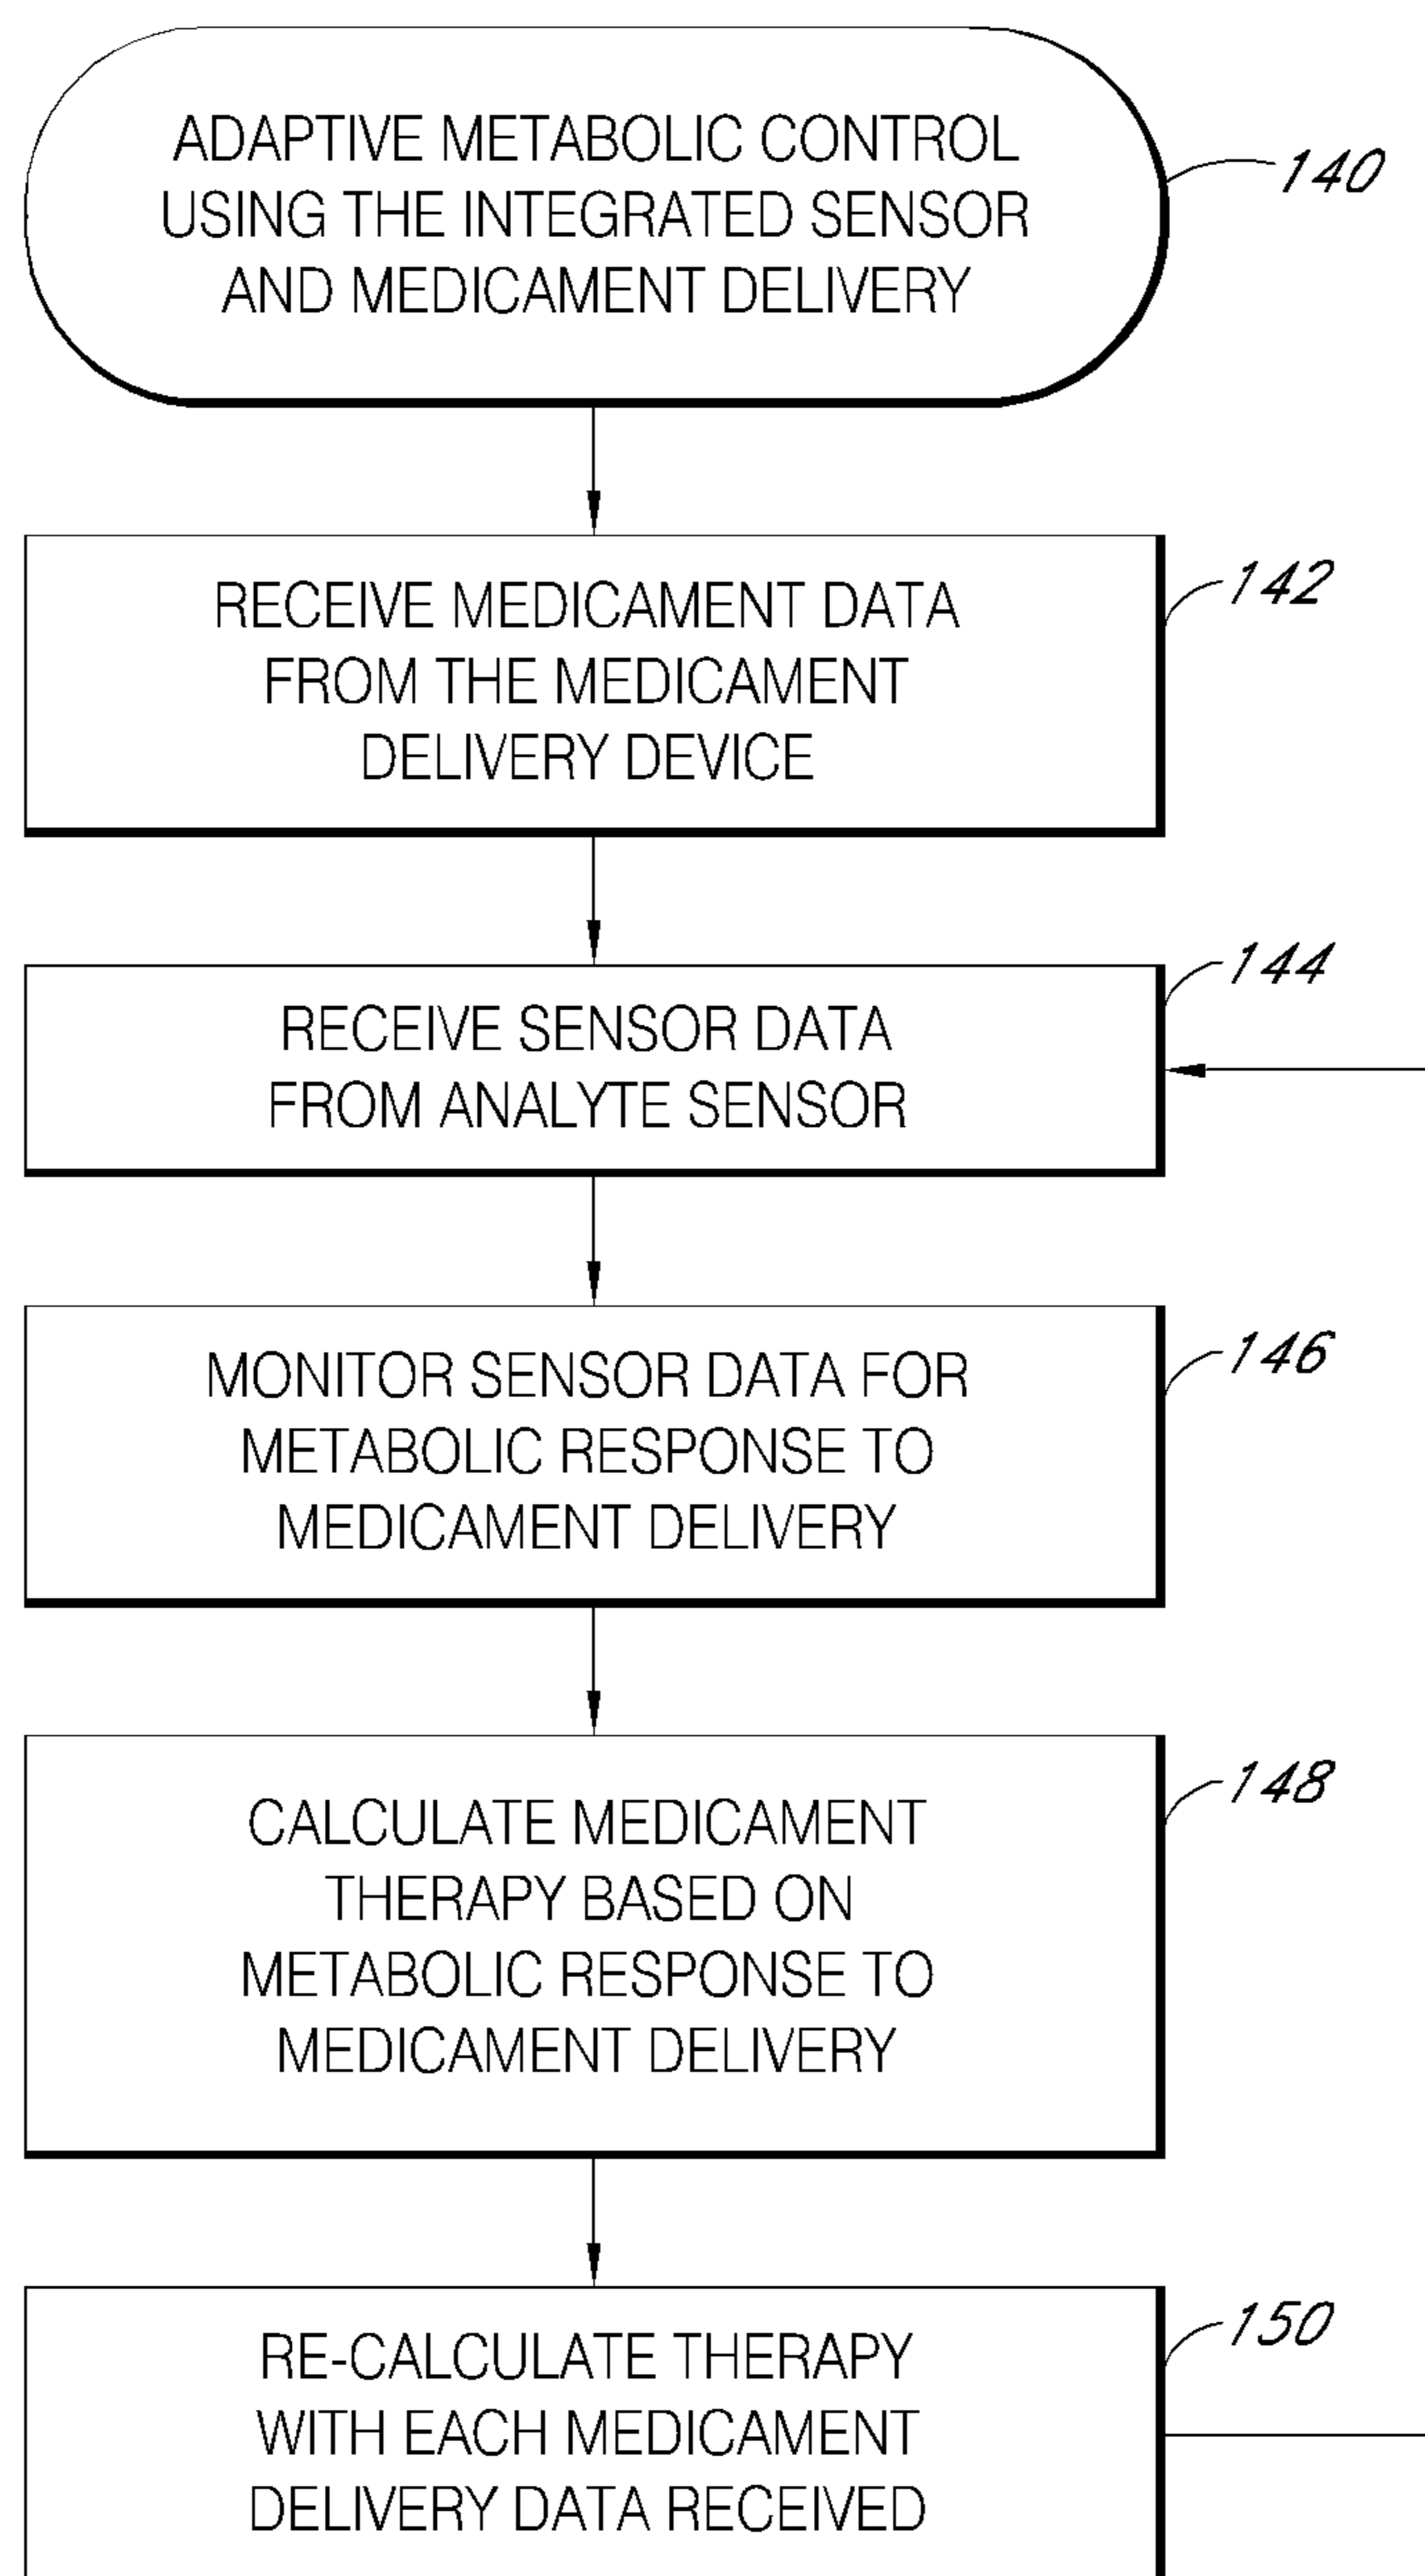 ADAPTIVE METABOLIC CONTROL
USING THE INTEGRATED SENSOR
AND MEDICAMENT DELIVERY
140
RECEIVE MEDICAMENT DATA
FROM THE MEDICAMENT
DELIVERY DEVICE
142
RECEIVE SENSOR DATA
FROM ANALYTE SENSOR
144
MONITOR SENSOR DATA FOR
METABOLIC RESPONSE TO
MEDICAMENT DELIVERY
146
CALCULATE MEDICAMENT
THERAPY BASED ON
METABOLIC RESPONSE TO
MEDICAMENT DELIVERY
148
RE-CALCULATE THERAPY
WITH EACH MEDICAMENT
DELIVERY DATA RECEIVED
150